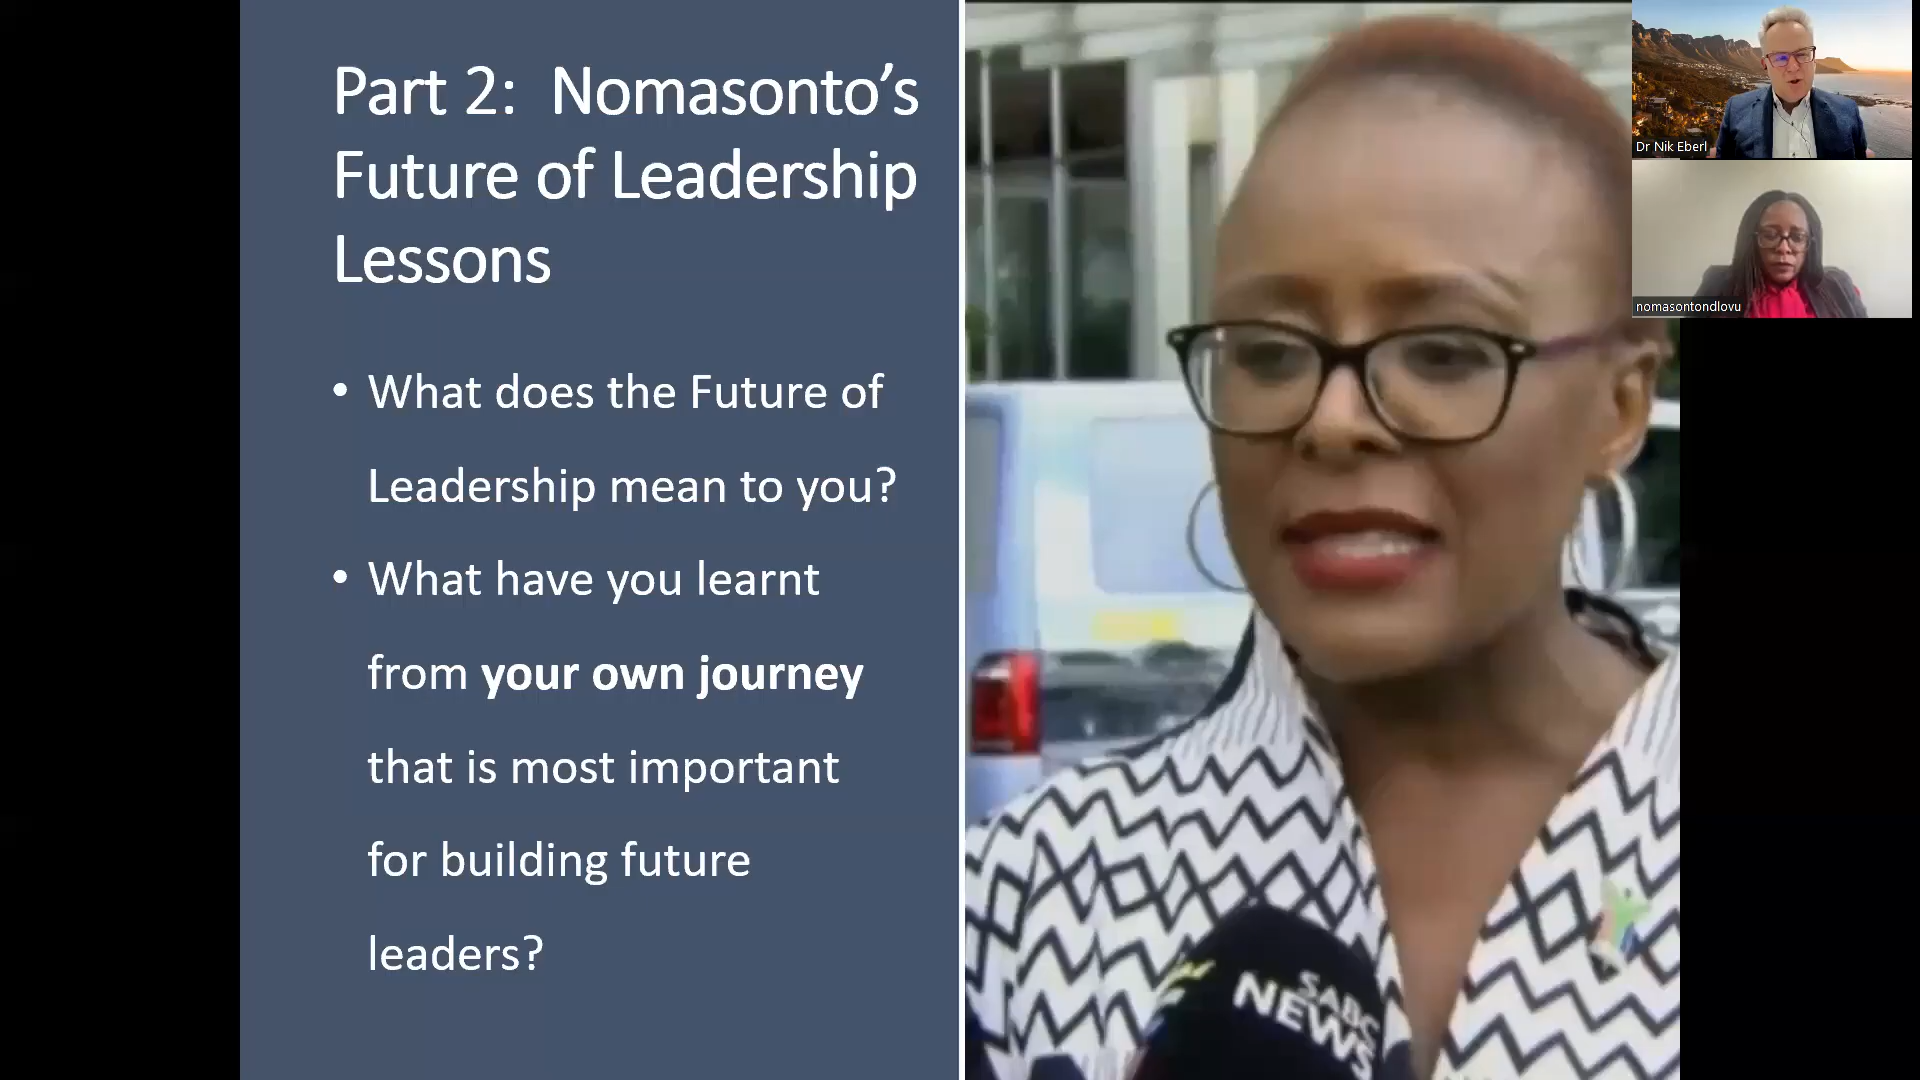 Part 2:  Nomasonto’s
Future of Leadership
Lessons
• What does the Future of
Leadership mean to you?
• What have you learnt
from your own journey
that is most important
for building future
leaders?
SABC
NEWS
Dr Nik Eberl
nomasontondlovu